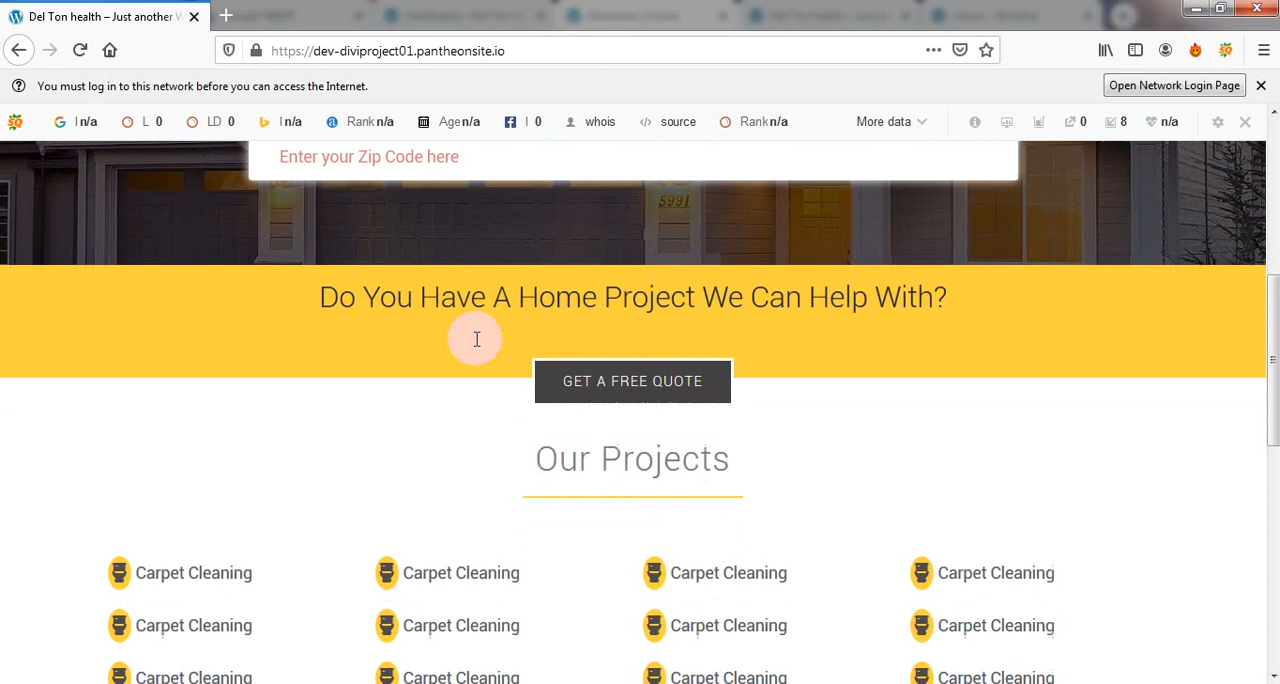 Del Ton health – Just another W
https://dev-diviproject01.pantheonsite.io
You must log in to this network before you can access the Internet.
Open Network Login Page
SQ G I n/a L 0 LD 0 I n/a Rank n/a Age n/a I 0 whois source Rank n/a More data 0 8 n/a
Enter your Zip Code here
5991
Do You Have A Home Project We Can Help With?
GET A FREE QUOTE
Our Projects
Carpet Cleaning Carpet Cleaning Carpet Cleaning Carpet Cleaning
Carpet Cleaning Carpet Cleaning Carpet Cleaning Carpet Cleaning
Carpet Cleaning Carpet Cleaning Carpet Cleaning Carpet Cleaning